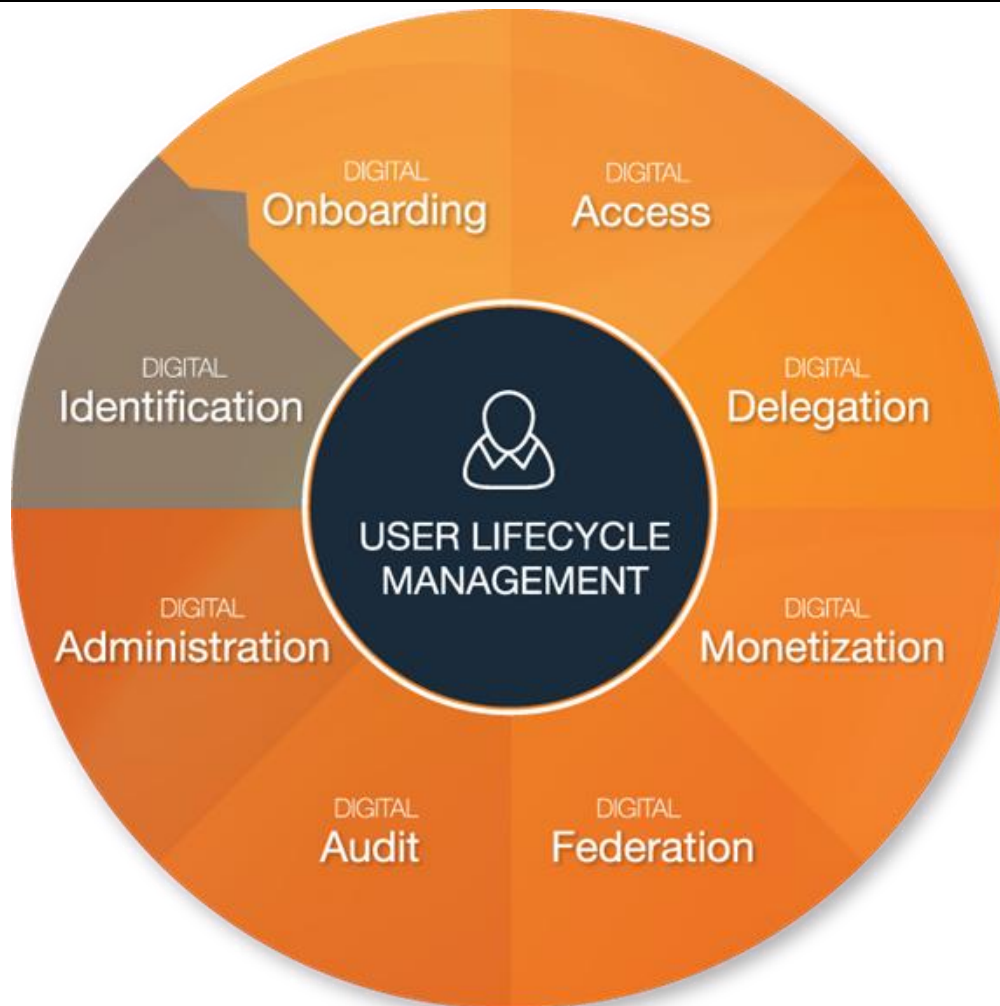 DIGITAL
Onboarding
DIGITAL
Access
DIGITAL
Identification
DIGITAL
Delegation
USER LIFECYCLE
MANAGEMENT
DIGITAL
Administration
DIGITAL
Monetization
DIGITAL
Audit
DIGITAL
Federation